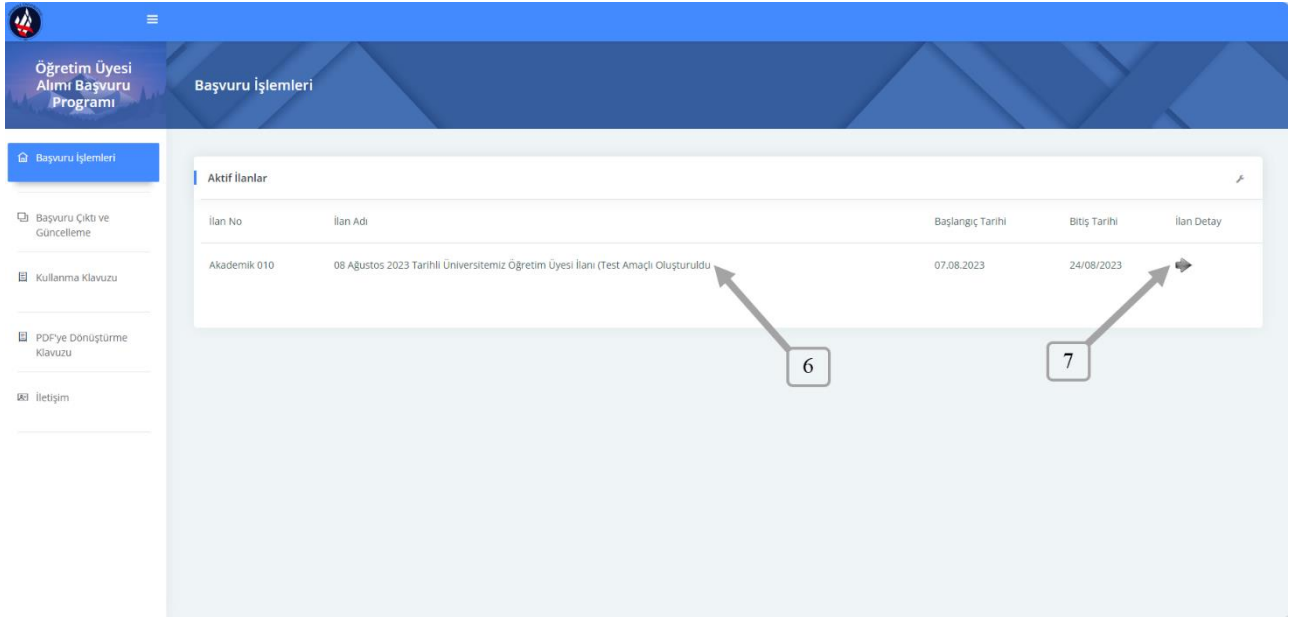 Öğretim Üyesi
Alımı Başvuru
Programı
Başvuru İşlemleri
Başvuru İşlemleri
Başvuru Çıktı ve
Güncelleme
Kullanma Klavuzu
PDF'ye Dönüştürme
Klavuzu
İletişim
Aktif İlanlar
İlan No İlan Adı Başlangıç Tarihi Bitiş Tarihi İlan Detay
Akademik 010 08 Ağustos 2023 Tarihli Üniversitemiz Öğretim Üyesi İlanı (Test Amaçlı Oluşturuldu 07.08.2023 24/08/2023
6
7